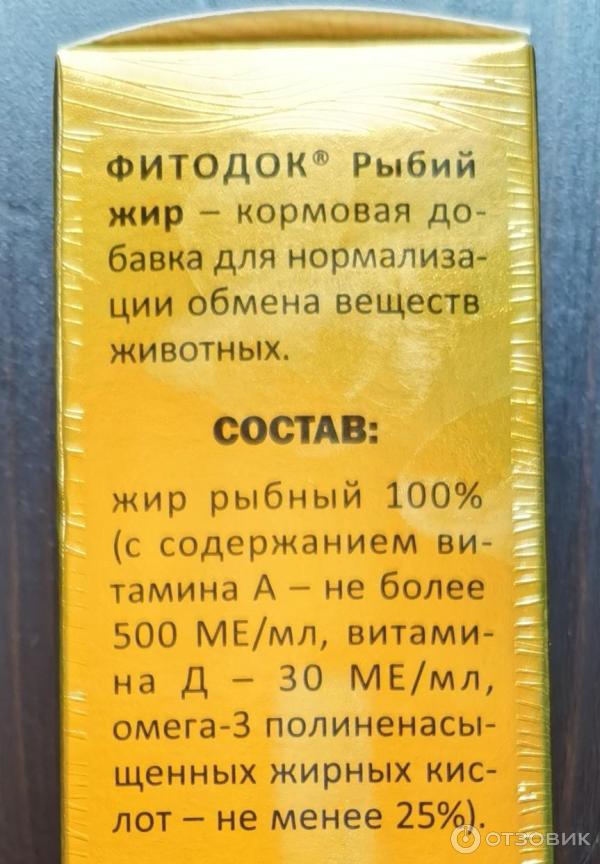 ФИТОДОК® Рыбий
жир – кормовая до-
бавка для нормализа-
ции обмена веществ
животных.
СОСТАВ:
жир рыбный 100%
(с содержанием ви-
тамина А – не более
500 МЕ/мл, витами-
на Д – 30 МЕ/мл,
омега-3 полиненасы-
щенных жирных кис-
лот – не менее 25%).
ОТЗОВИК